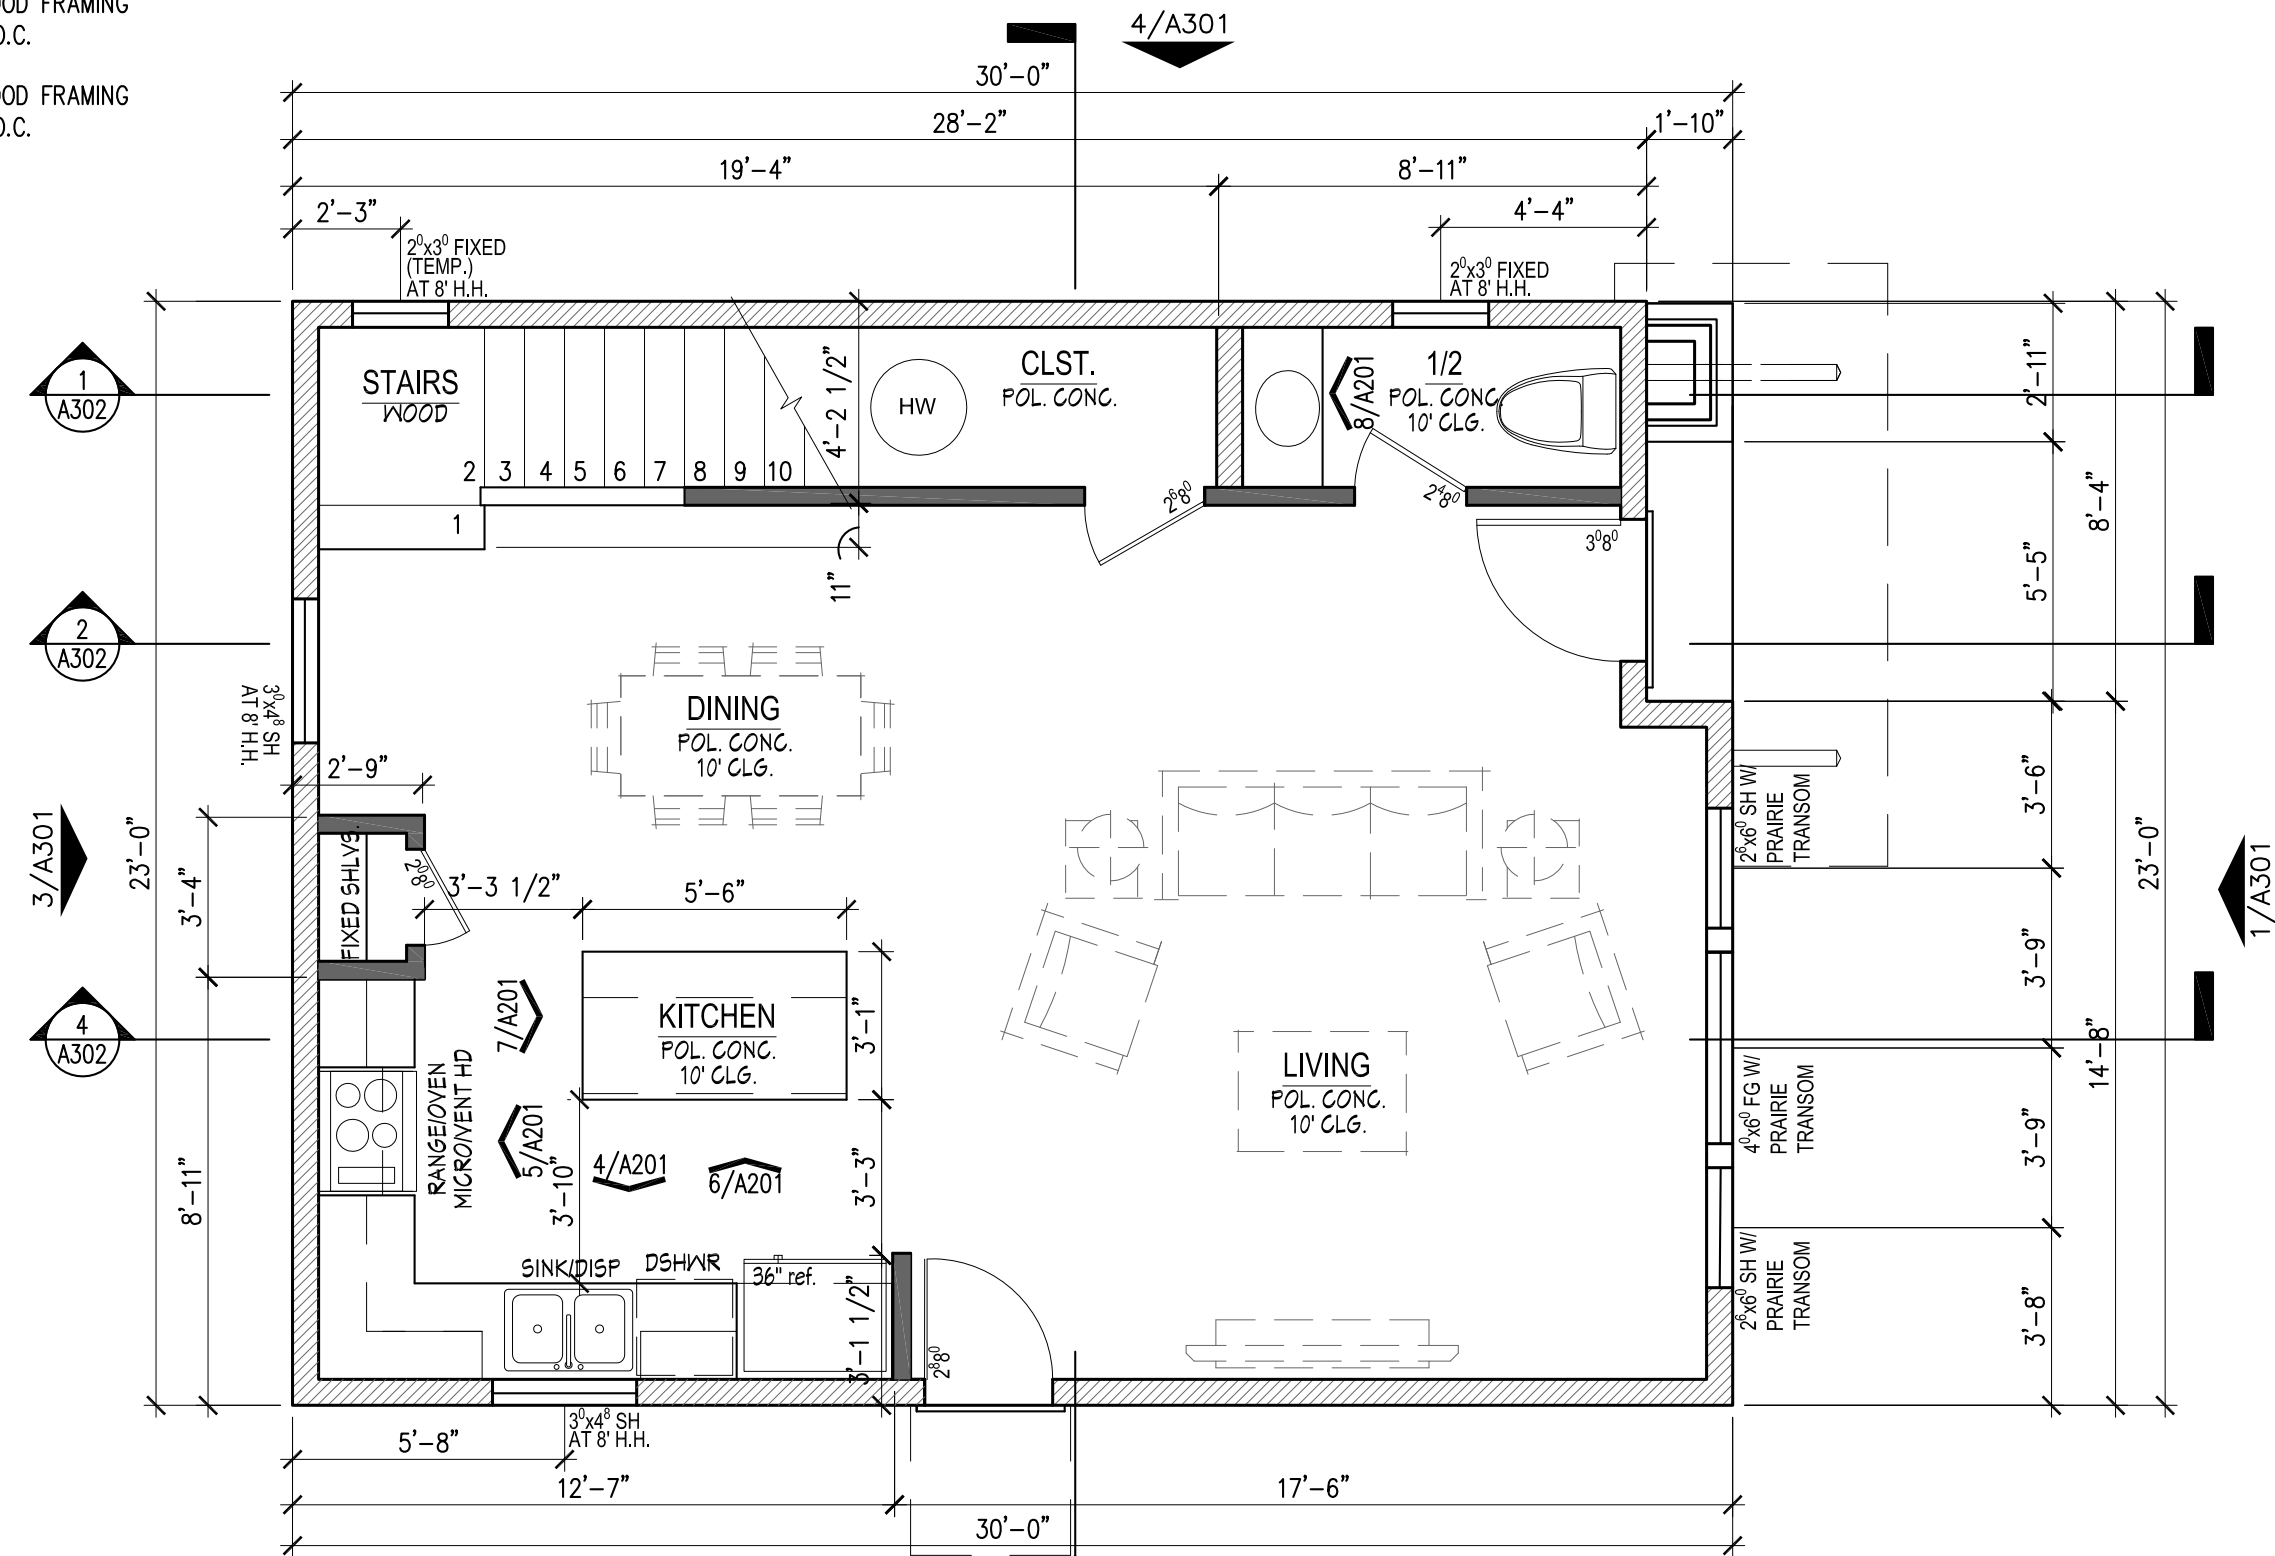 OOD FRAMING
O.C.
OOD FRAMING
O.C.
4/A301
30'-0"
28'-2"
1'-10"
19'-4"
8'-11"
2'-3"
4'-4"
2⁰x3⁰ FIXED
(TEMP.)
AT 8' H.H.
2⁰x3⁰ FIXED
AT 8' H.H.
1
A302
STAIRS
WOOD
2 3 4 5 6 7 8 9 10
1
4'-2 1/2"
11"
HW
CLST.
POL. CONC.
8/A201
1/2
POL. CONC.
10' CLG.
2⁶8⁰
2⁴8⁰
3⁰8⁰
2'-11"
5'-5"
8'-4"
2
A302
3⁰x4⁸ SH
AT 8' H.H.
DINING
POL. CONC.
10' CLG.
2'-9"
3/A301
23'-0"
3'-4"
FIXED SHLVS.
2⁰8⁰
3'-3 1/2"
5'-6"
2⁶x6⁰ SH W/
PRAIRIE
TRANSOM
3'-6"
23'-0"
1/A301
3'-9"
14'-8"
4
A302
7/A201
KITCHEN
POL. CONC.
10' CLG.
3'-1"
RANGE/OVEN
MICRO/VENT HD
5/A201
3'-10"
4/A201
6/A201
3'-3"
LIVING
POL. CONC.
10' CLG.
4⁰x6⁰ FG W/
PRAIRIE
TRANSOM
3'-9"
8'-11"
SINK/DISP
DSHWR
36" ref.
3'-1 1/2"
2⁸8⁰
2⁶x6⁰ SH W/
PRAIRIE
TRANSOM
3'-8"
3⁰x4⁸ SH
AT 8' H.H.
5'-8"
12'-7"
17'-6"
30'-0"